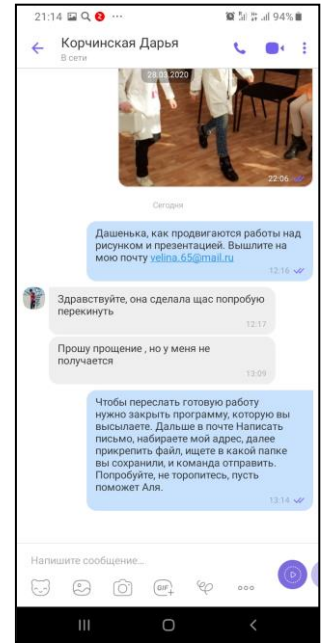 21:14
94%
Корчинская Дарья
В сети
28.03.2020
22:06
Сегодня
Дашенька, как продвигаются работы над
рисунком и презентацией. Вышлите на
мою почту velina.65@mail.ru
12:16
Здравствуйте, она сделала щас попробую
перекинуть
12:17
Прошу прощение , но у меня не
получается
13:09
Чтобы переслать готовую работу
нужно закрыть программу, которую вы
высылаете. Дальше в почте Написать
письмо, набираете мой адрес, далее
прикрепить файл, ищете в какой папке
вы сохранили, и команда отправить.
Попробуйте, не торопитесь, пусть
поможет Аля.
13:14
Напишите сообщение...
GIF